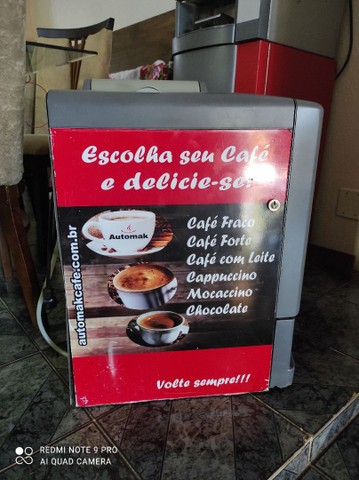 Escolha seu Café
e delicie-se!
Automak
Café Fraco
Café Forte
Café com Leite
Cappuccino
Mocaccino
Chocolate
automakcafe.com.br
Volte sempre!!!
REDMI NOTE 9 PRO
AI QUAD CAMERA